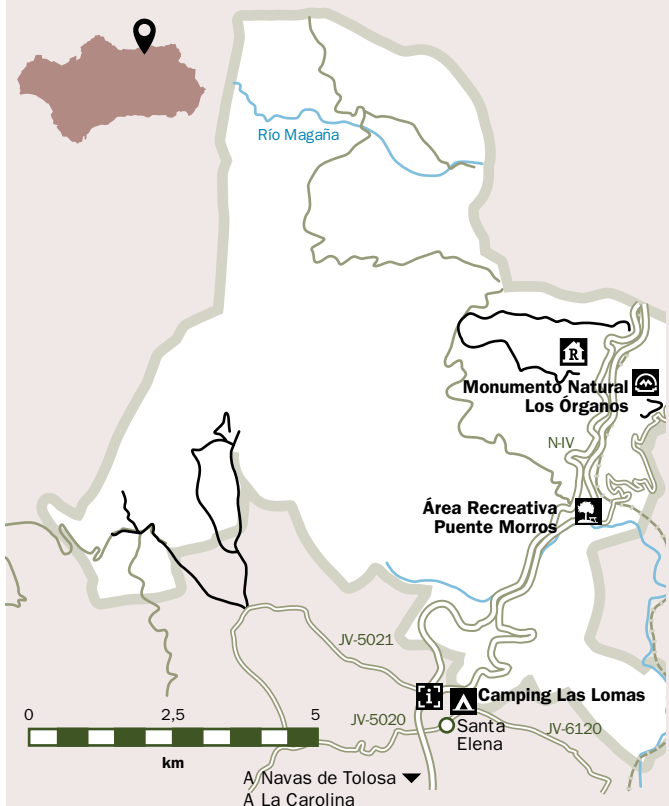 Río Magaña
R
Monumento Natural
Los Órganos
N-IV
Área Recreativa
Puente Morros
JV-5021
i
Camping Las Lomas
0 2,5 5
km
JV-5020
Santa
Elena
JV-6120
A Navas de Tolosa
A La Carolina